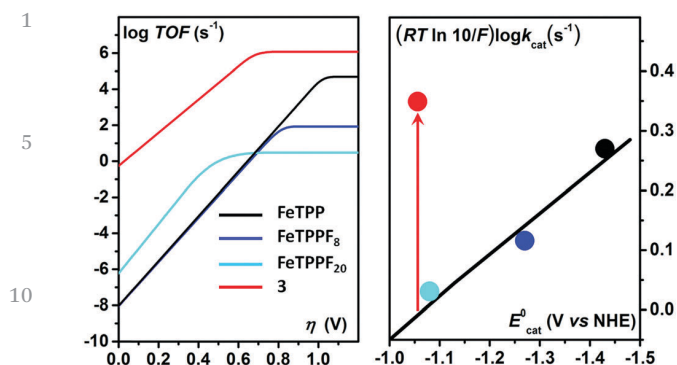 1
5
10
log TOF (s⁻¹)
6
4
2
0
-2
-4
-6
-8
-10
FeTPP
FeTPPF₈
FeTPPF₂₀
3
η (V)
0.0 0.2 0.4 0.6 0.8 1.0
(RT ln 10/F)logk_cat(s⁻¹)
0.4
0.3
0.2
0.1
0.0
E⁰_cat (V vs NHE)
-1.0 -1.1 -1.2 -1.3 -1.4 -1.5